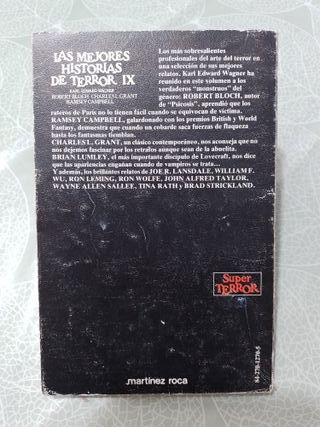 LAS MEJORES
HISTORIAS
DE TERROR IX
KARL EDWARD WAGNER
ROBERT BLOCH, CHARLES L. GRANT
RAMSEY CAMPBELL
Los más sobresalientes
profesionales del arte del terror en
una selección de sus mejores
relatos. Karl Edward Wagner ha
reunido en este volumen a los
verdaderos "monstruos" del
género: ROBERT BLOCH, autor
de "Psicosis", aprendió que los
rateros de París no lo tienen fácil cuando se equivocan de víctima.
RAMSEY CAMPBELL, galardonado con los premios British y World
Fantasy, demuestra que cuando un cobarde saca fuerzas de flaqueza
hasta los fantasmas tiemblan.
CHARLES L. GRANT, un clásico contemporáneo, nos aconseja que no
nos dejemos fascinar por los retratos aunque sean de la abuelita.
BRIAN LUMLEY, el más importante discípulo de Lovecraft, nos dice
que las apariencias engañan cuando de vampiros se trata...
Y además, los brillantes relatos de JOE R. LANSDALE, WILLIAM F.
WU, RON LEMING, RON WOLFE, JOHN ALFRED TAYLOR,
WAYNE ALLEN SALLEE, TINA RATH y BRAD STRICKLAND.
Super
TERROR
martínez roca
84-270-1276-5